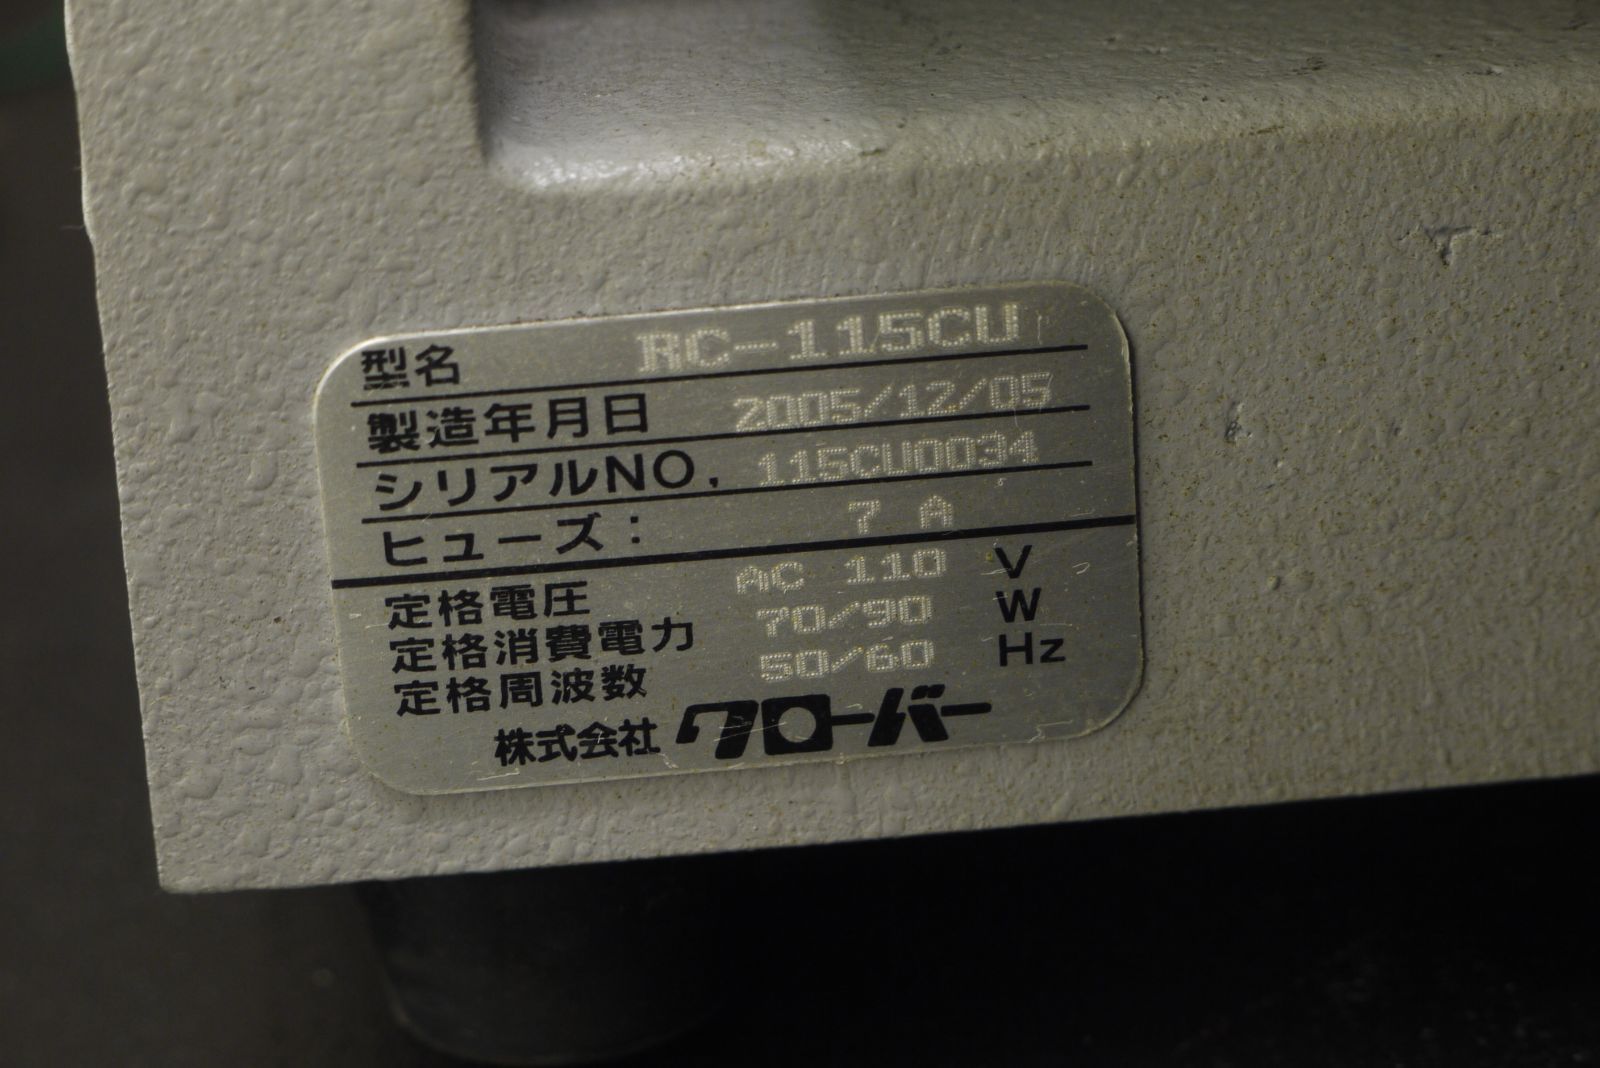 型名 RC-115CU
製造年月日 2005/12/05
シリアルNO. 115CU0034
ヒューズ: 7 A
定格電圧 AC 110 V
定格消費電力 70/90 W
定格周波数 50/60 Hz
株式会社 クローバー